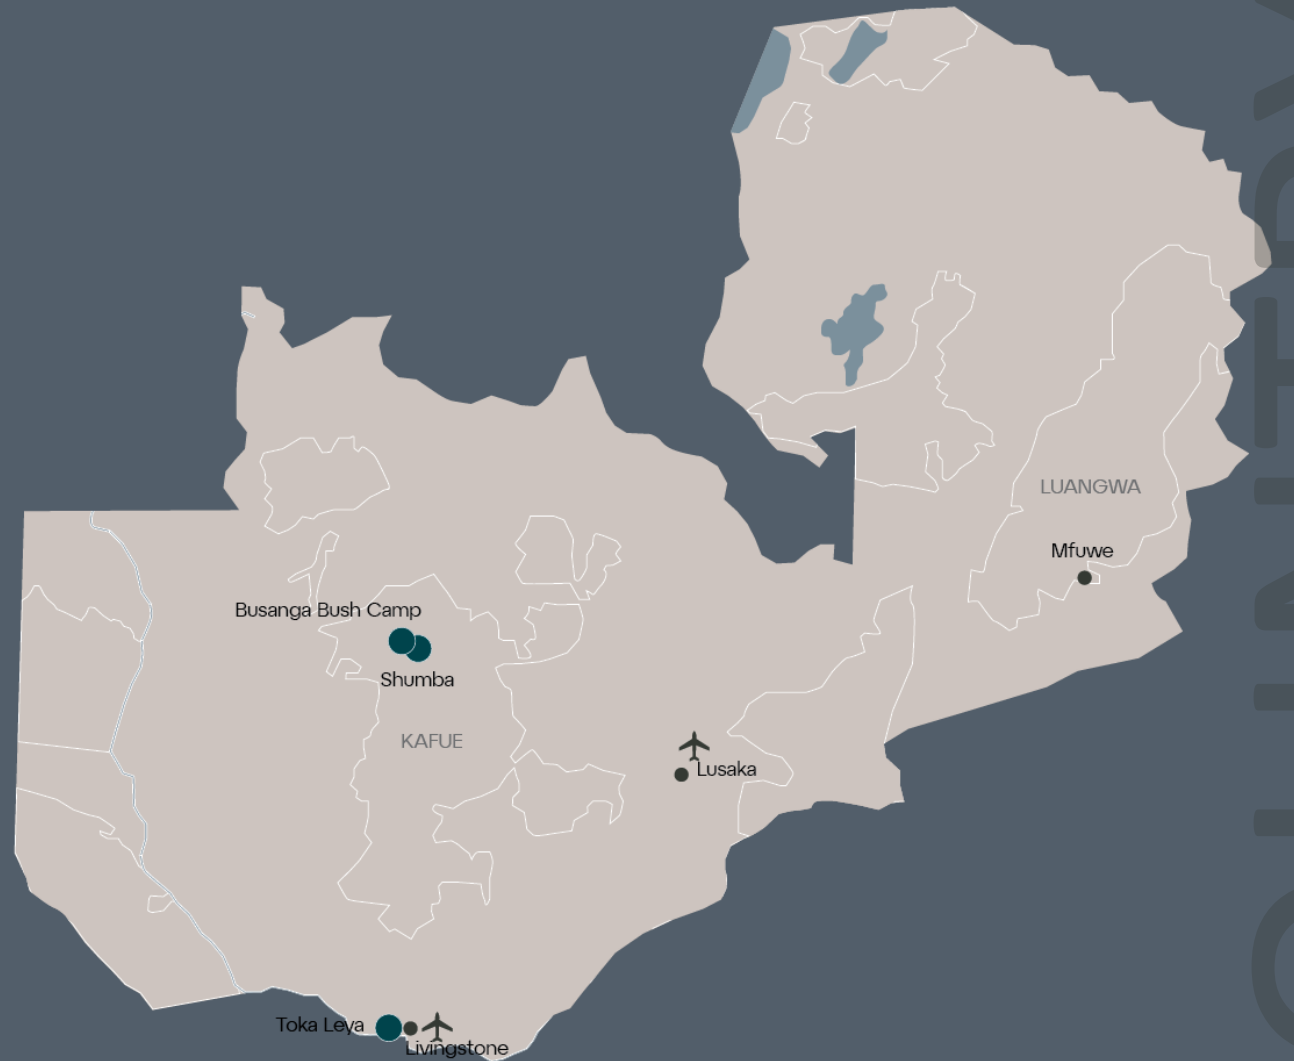 LUANGWA
Mfuwe
Busanga Bush Camp
Shumba
KAFUE
Lusaka
Toka Leya
Livingstone